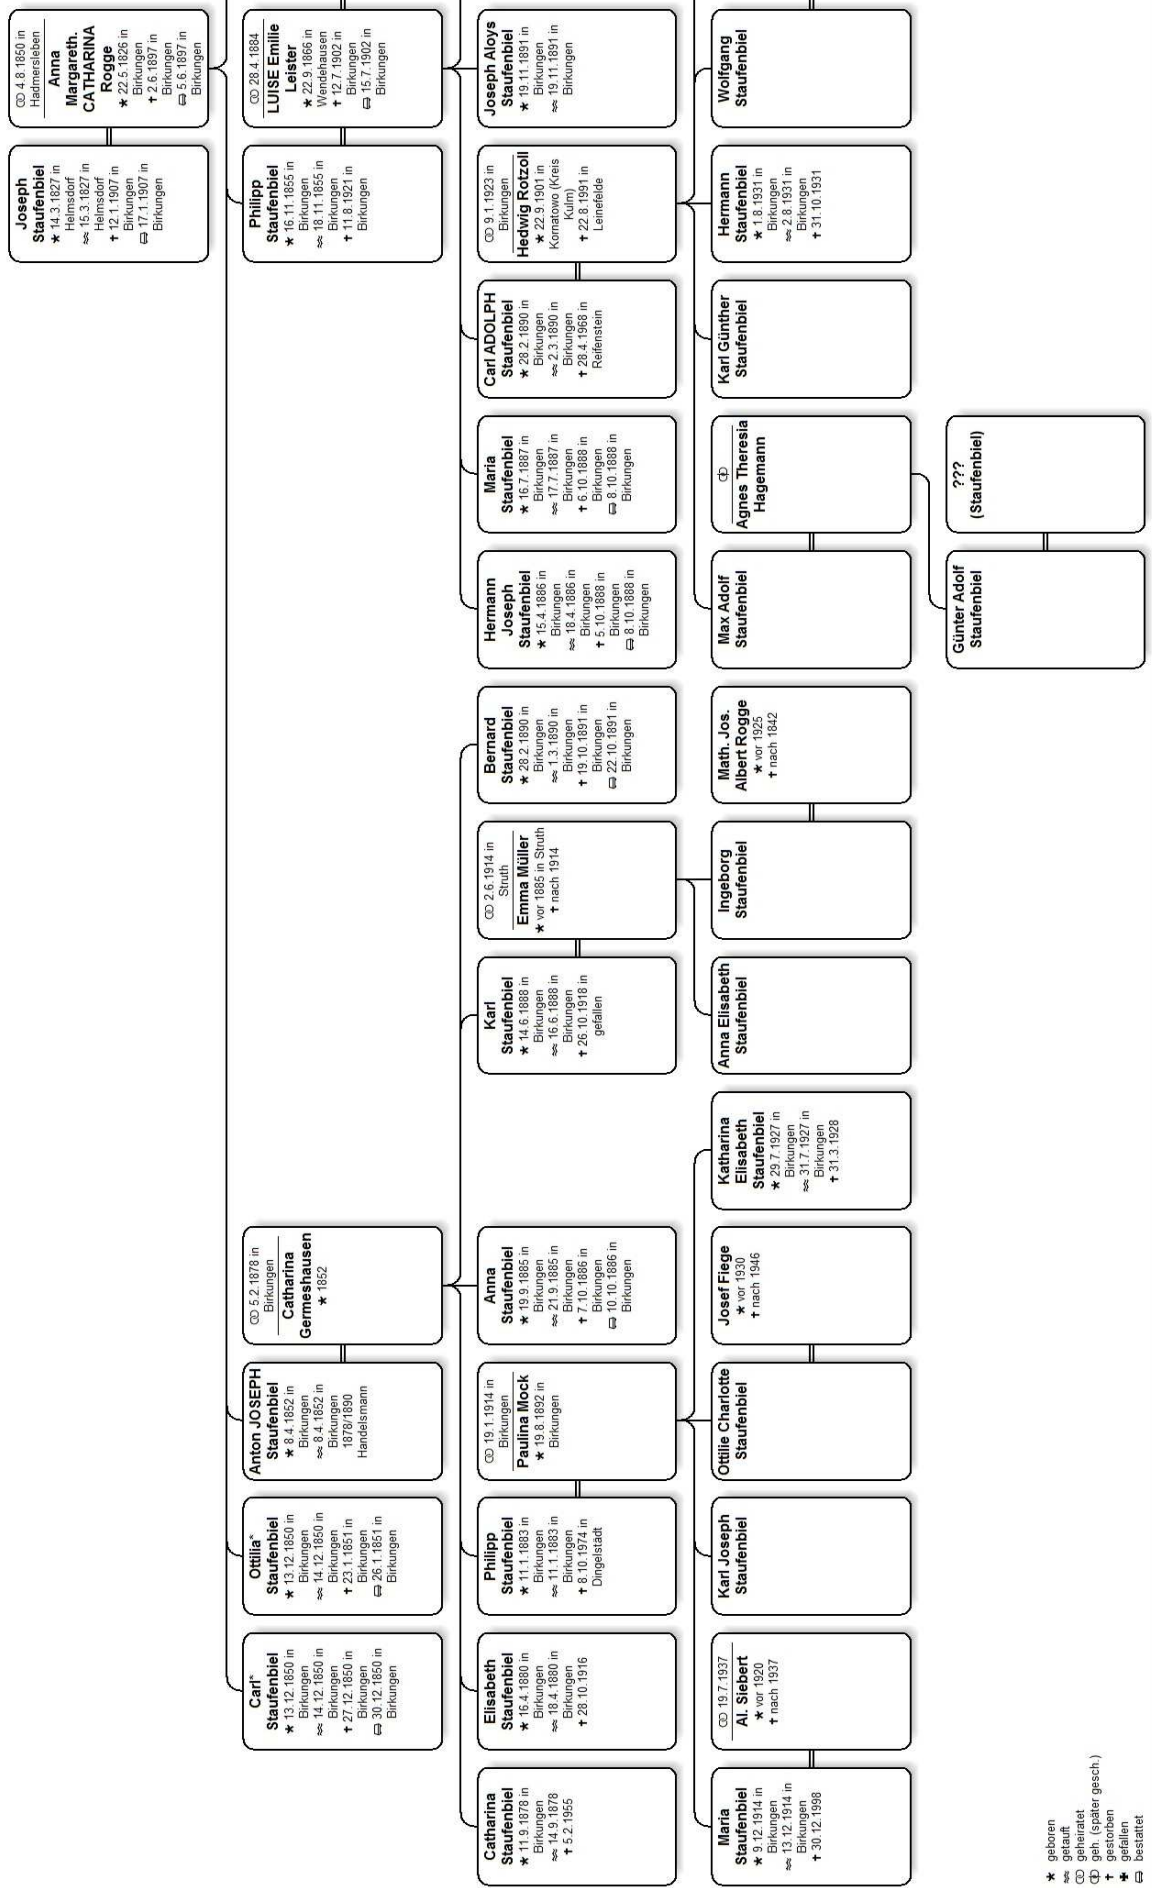 Joseph
Staufenbiel
★ 14.3.1827 in
Helmsdorf
≈ 15.3.1827 in
Helmsdorf
† 12.1.1907 in
Birkungen
⚰ 17.1.1907 in
Birkungen
⚭ 4.8.1850 in
Hadmersleben
Anna
Margareth.
CATHARINA
Rogge
★ 22.5.1826 in
Birkungen
† 2.6.1897 in
Birkungen
⚰ 5.6.1897 in
Birkungen
Carl*
Staufenbiel
★ 13.12.1850 in
Birkungen
≈ 14.12.1850 in
Birkungen
† 27.12.1850 in
Birkungen
⚰ 30.12.1850 in
Birkungen
Ottilia*
Staufenbiel
★ 13.12.1850 in
Birkungen
≈ 14.12.1850 in
Birkungen
† 23.1.1851 in
Birkungen
⚰ 26.1.1851 in
Birkungen
Anton JOSEPH
Staufenbiel
★ 8.4.1852 in
Birkungen
≈ 8.4.1852 in
Birkungen
1878/1890
Handelsmann
⚭ 5.2.1878 in
Birkungen
Catharina
Germeshausen
★ 1852
Philipp
Staufenbiel
★ 16.11.1855 in
Birkungen
≈ 18.11.1855 in
Birkungen
† 11.8.1921 in
Birkungen
⚭ 28.4.1884
LUISE Emilie
Leister
★ 22.9.1866 in
Wendehausen
† 12.7.1902 in
Birkungen
⚰ 15.7.1902 in
Birkungen
Catharina
Staufenbiel
★ 11.9.1878 in
Birkungen
≈ 14.9.1878
† 5.2.1955
Elisabeth
Staufenbiel
★ 16.4.1880 in
Birkungen
≈ 18.4.1880 in
Birkungen
† 28.10.1916
Philipp
Staufenbiel
★ 11.1.1883 in
Birkungen
≈ 11.1.1883 in
Birkungen
† 8.10.1974 in
Dingelstädt
⚭ 19.1.1914 in
Birkungen
Paulina Mock
★ 19.8.1892 in
Birkungen
Anna
Staufenbiel
★ 19.9.1885 in
Birkungen
≈ 21.9.1885 in
Birkungen
† 7.10.1886 in
Birkungen
⚰ 10.10.1886 in
Birkungen
Karl
Staufenbiel
★ 14.6.1888 in
Birkungen
≈ 16.6.1888 in
Birkungen
† 26.10.1918 in
gefallen
⚭ 2.6.1914 in
Struth
Emma Müller
★ vor 1885 in Struth
† nach 1914
Bernard
Staufenbiel
★ 28.2.1890 in
Birkungen
≈ 1.3.1890 in
Birkungen
† 19.10.1891 in
Birkungen
⚰ 22.10.1891 in
Birkungen
Hermann
Joseph
Staufenbiel
★ 15.4.1886 in
Birkungen
≈ 18.4.1886 in
Birkungen
† 5.10.1888 in
Birkungen
⚰ 8.10.1888 in
Birkungen
Maria
Staufenbiel
★ 16.7.1887 in
Birkungen
≈ 17.7.1887 in
Birkungen
† 6.10.1888 in
Birkungen
⚰ 8.10.1888 in
Birkungen
Carl ADOLPH
Staufenbiel
★ 28.2.1890 in
Birkungen
≈ 2.3.1890 in
Birkungen
† 28.4.1968 in
Reifenstein
⚭ 9.1.1923 in
Birkungen
Hedwig Rotzoll
★ 22.9.1901 in
Kornatowo (Kreis
Kulm)
† 22.8.1991 in
Leinefelde
Joseph Aloys
Staufenbiel
★ 19.11.1891 in
Birkungen
≈ 19.11.1891 in
Birkungen
Maria
Staufenbiel
★ 9.12.1914 in
Birkungen
≈ 13.12.1914 in
Birkungen
† 30.12.1998
⚭ 19.7.1937
Al. Siebert
★ vor 1920
† nach 1937
Karl Joseph
Staufenbiel
Ottilie Charlotte
Staufenbiel
Josef Fiege
★ vor 1930
† nach 1946
Katharina
Elisabeth
Staufenbiel
★ 29.7.1927 in
Birkungen
≈ 31.7.1927 in
Birkungen
† 31.3.1928
Anna Elisabeth
Staufenbiel
Ingeborg
Staufenbiel
Math. Jos.
Albert Rogge
★ vor 1925
† nach 1842
Max Adolf
Staufenbiel
⚮
Agnes Theresia
Hagemann
Karl Günther
Staufenbiel
Hermann
Staufenbiel
★ 1.8.1931 in
Birkungen
≈ 2.8.1931 in
Birkungen
† 31.10.1931
Wolfgang
Staufenbiel
Günter Adolf
Staufenbiel
???
(Staufenbiel)
★ geboren
≈ getauft
⚭ geheiratet
⚮ geh. (später gesch.)
† gestorben
✠ gefallen
⚰ bestattet